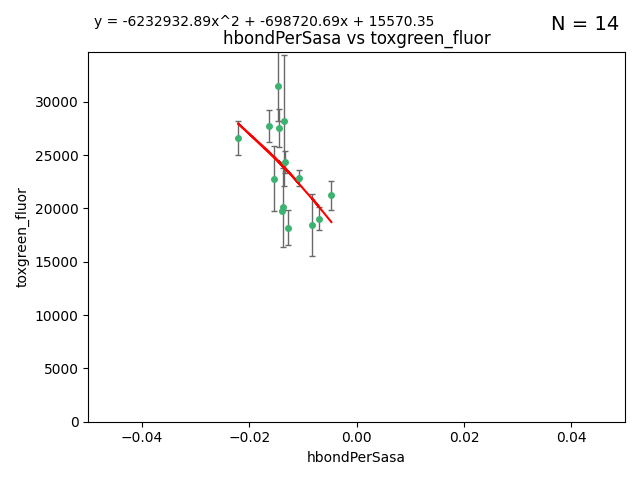 y = -6232932.89x^2 + -698720.69x + 15570.35
N = 14
hbondPerSasa vs toxgreen_fluor
30000
25000
20000
15000
10000
5000
0
toxgreen_fluor
−0.04
−0.02
0.00
0.02
0.04
hbondPerSasa